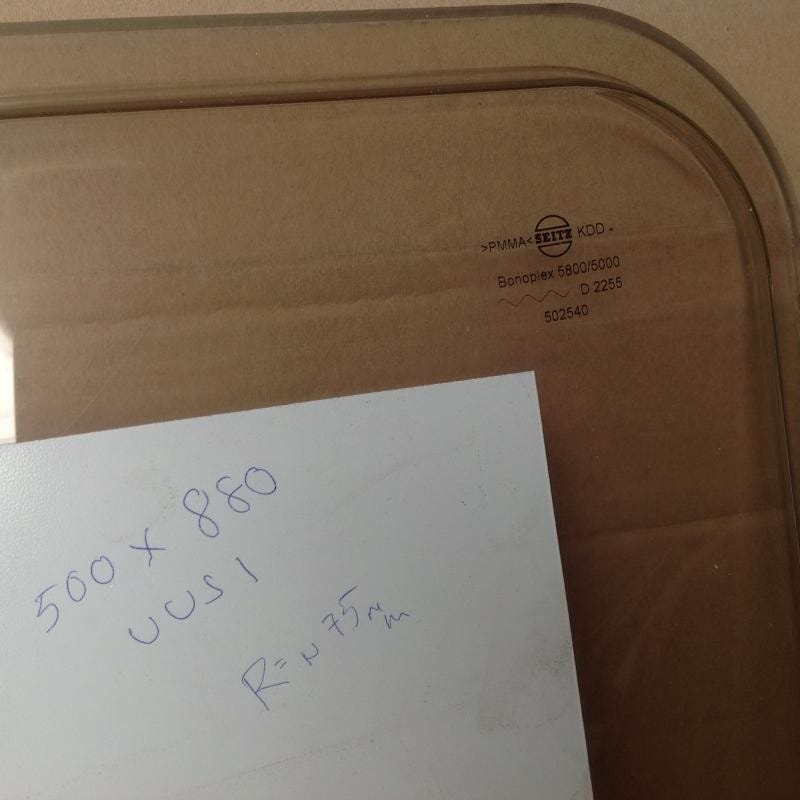 >PMMA< SEITZ KDD .
Bonoplex 5800/5000
D 2255
502540
500 x 880
UUSI
R= ~ 75mm